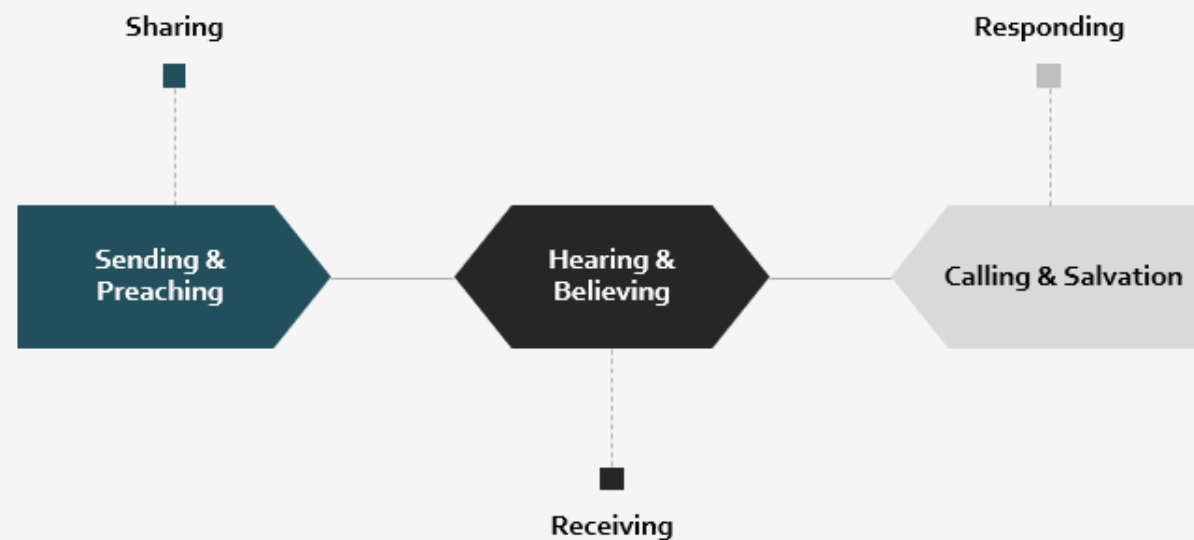 Sharing
Responding
Sending &
Preaching
Hearing &
Believing
Calling & Salvation
Receiving